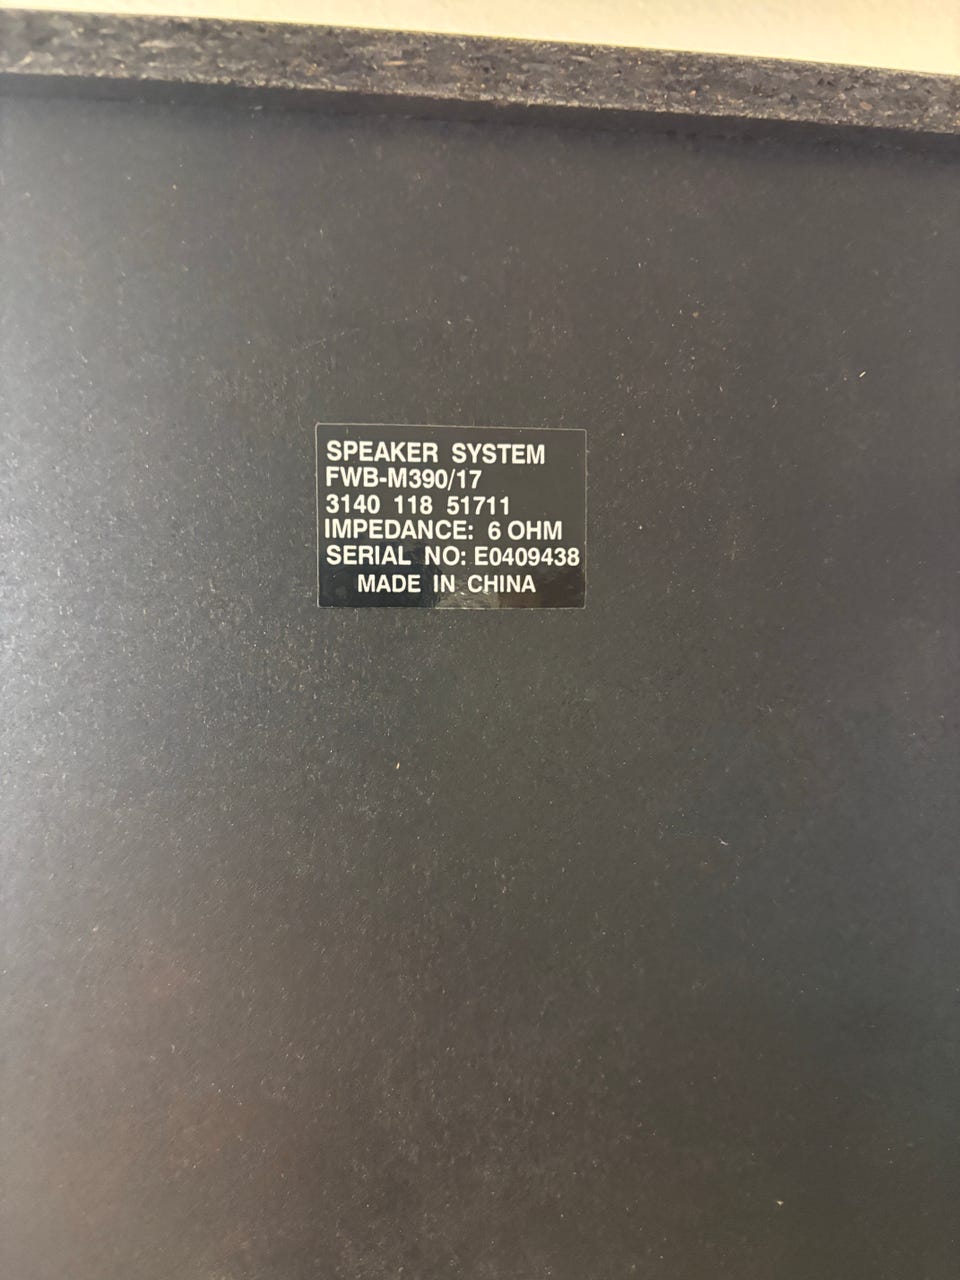 SPEAKER SYSTEM
FWB-M390/17
3140 118 51711
IMPEDANCE: 6 OHM
SERIAL NO: E0409438
MADE IN CHINA